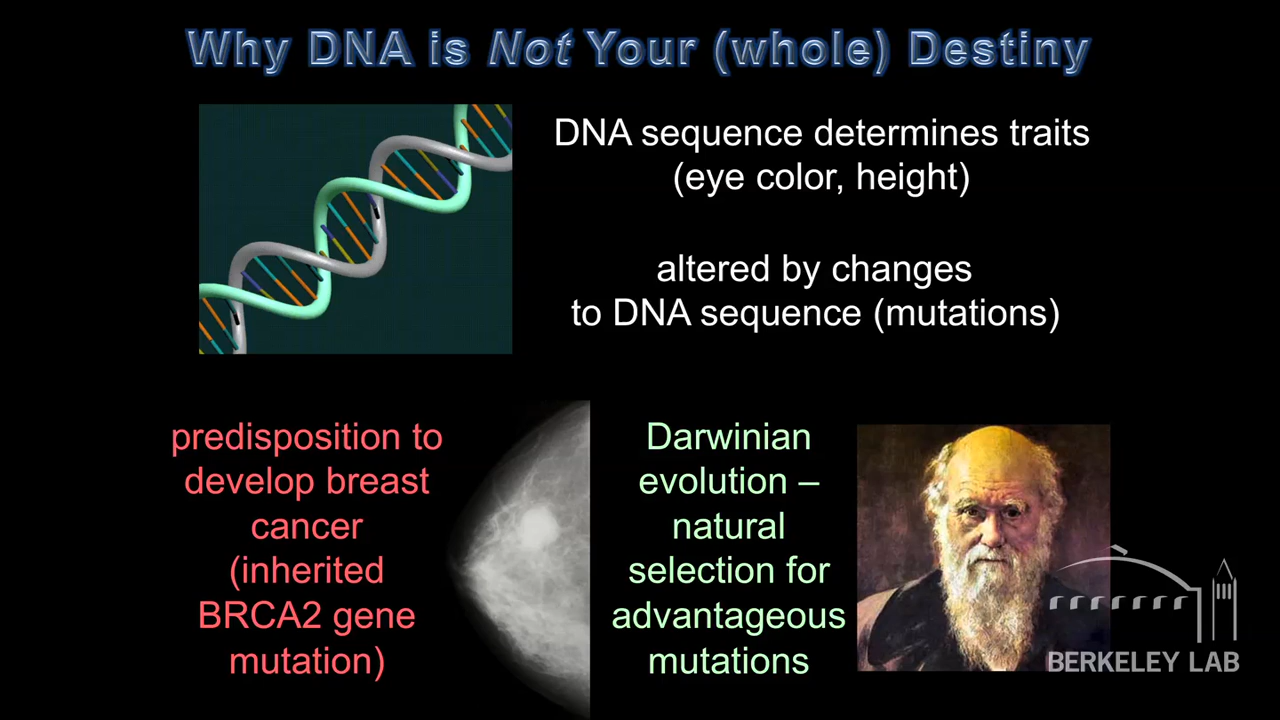 Why DNA is Not Your (whole) Destiny
DNA sequence determines traits
(eye color, height)
altered by changes
to DNA sequence (mutations)
predisposition to
develop breast
cancer
(inherited
BRCA2 gene
mutation)
Darwinian
evolution –
natural
selection for
advantageous
mutations
BERKELEY LAB